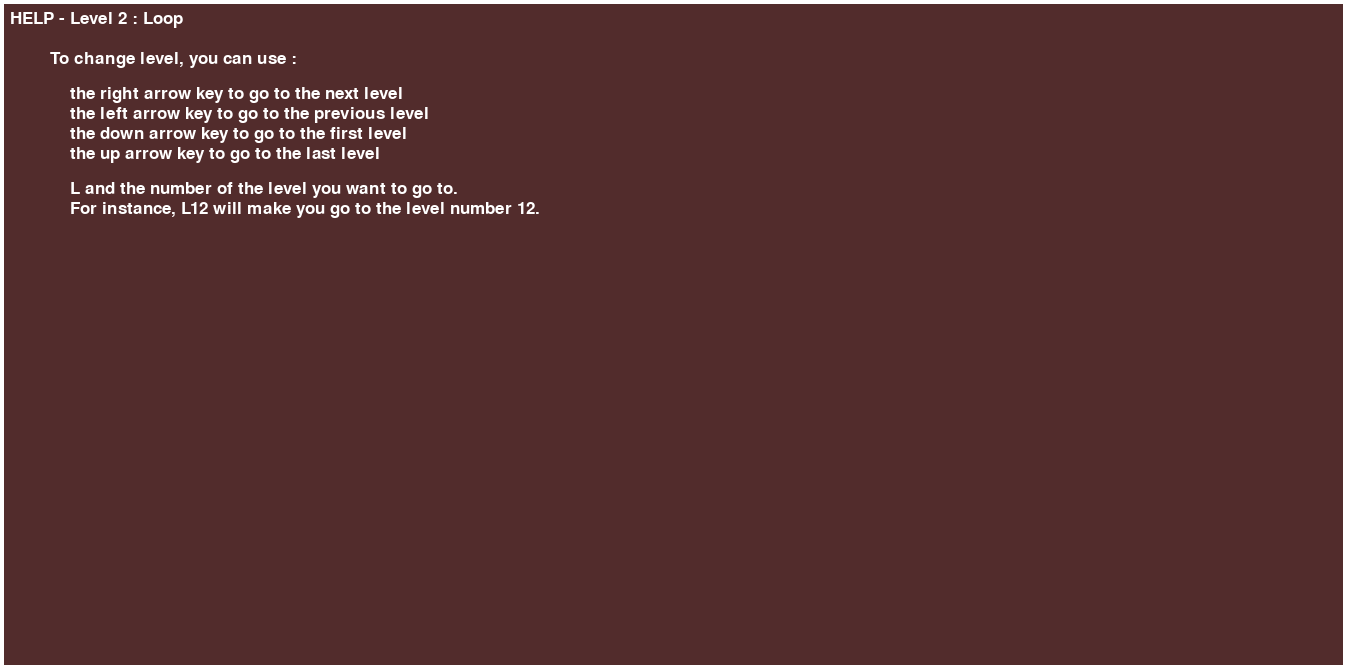 HELP - Level 2 : Loop
To change level, you can use :
the right arrow key to go to the next level
the left arrow key to go to the previous level
the down arrow key to go to the first level
the up arrow key to go to the last level
L and the number of the level you want to go to.
For instance, L12 will make you go to the level number 12.